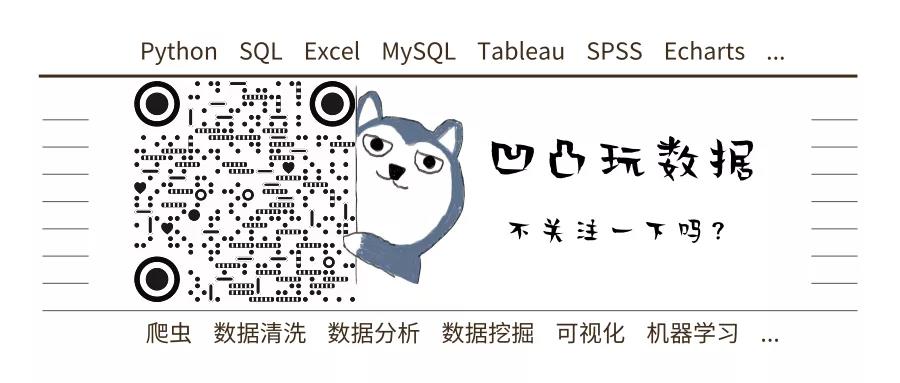 Python SQL Excel MySQL Tableau SPSS Echarts ...
凹凸玩数据
不关注一下吗？
爬虫 数据清洗 数据分析 数据挖掘 可视化 机器学习 ...